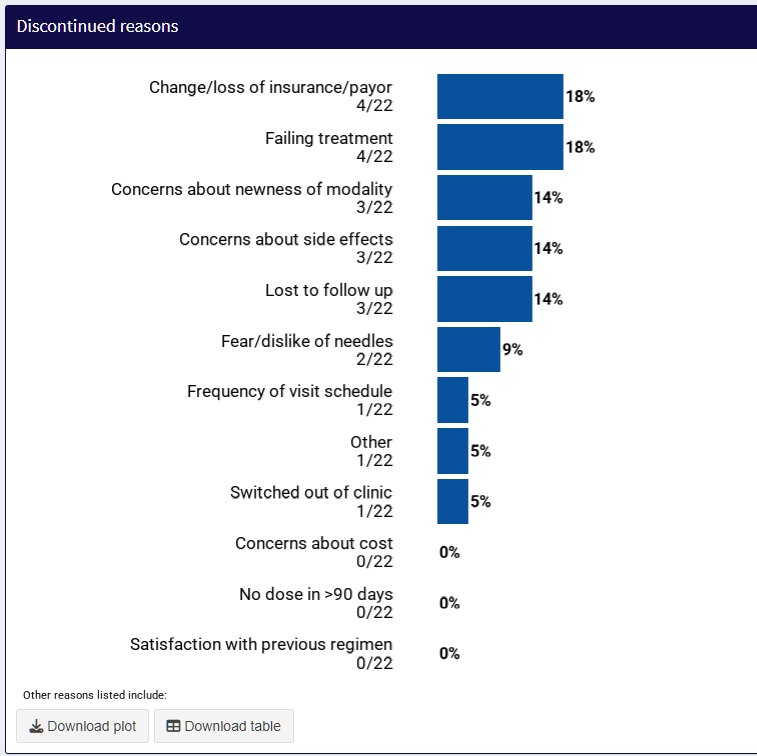 Discontinued reasons
Change/loss of insurance/payor
4/22
18%
Failing treatment
4/22
18%
Concerns about newness of modality
3/22
14%
Concerns about side effects
3/22
14%
Lost to follow up
3/22
14%
Fear/dislike of needles
2/22
9%
Frequency of visit schedule
1/22
5%
Other
1/22
5%
Switched out of clinic
1/22
5%
Concerns about cost
0/22
0%
No dose in >90 days
0/22
0%
Satisfaction with previous regimen
0/22
0%
Other reasons listed include:
Download plot
Download table